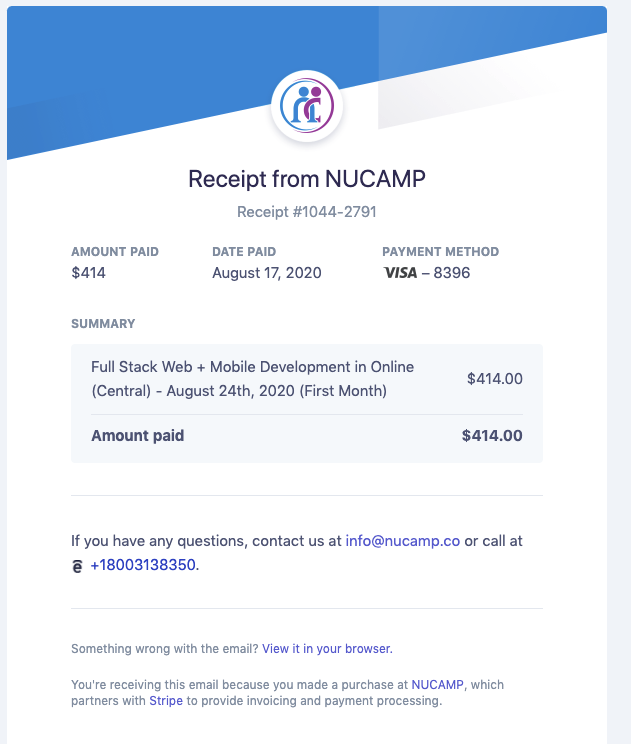 Receipt from NUCAMP
Receipt #1044-2791
AMOUNT PAID DATE PAID PAYMENT METHOD
$414 August 17, 2020 VISA – 8396
SUMMARY
Full Stack Web + Mobile Development in Online
(Central) - August 24th, 2020 (First Month) $414.00
Amount paid $414.00
If you have any questions, contact us at info@nucamp.co or call at
+18003138350.
Something wrong with the email? View it in your browser.
You're receiving this email because you made a purchase at NUCAMP, which
partners with Stripe to provide invoicing and payment processing.